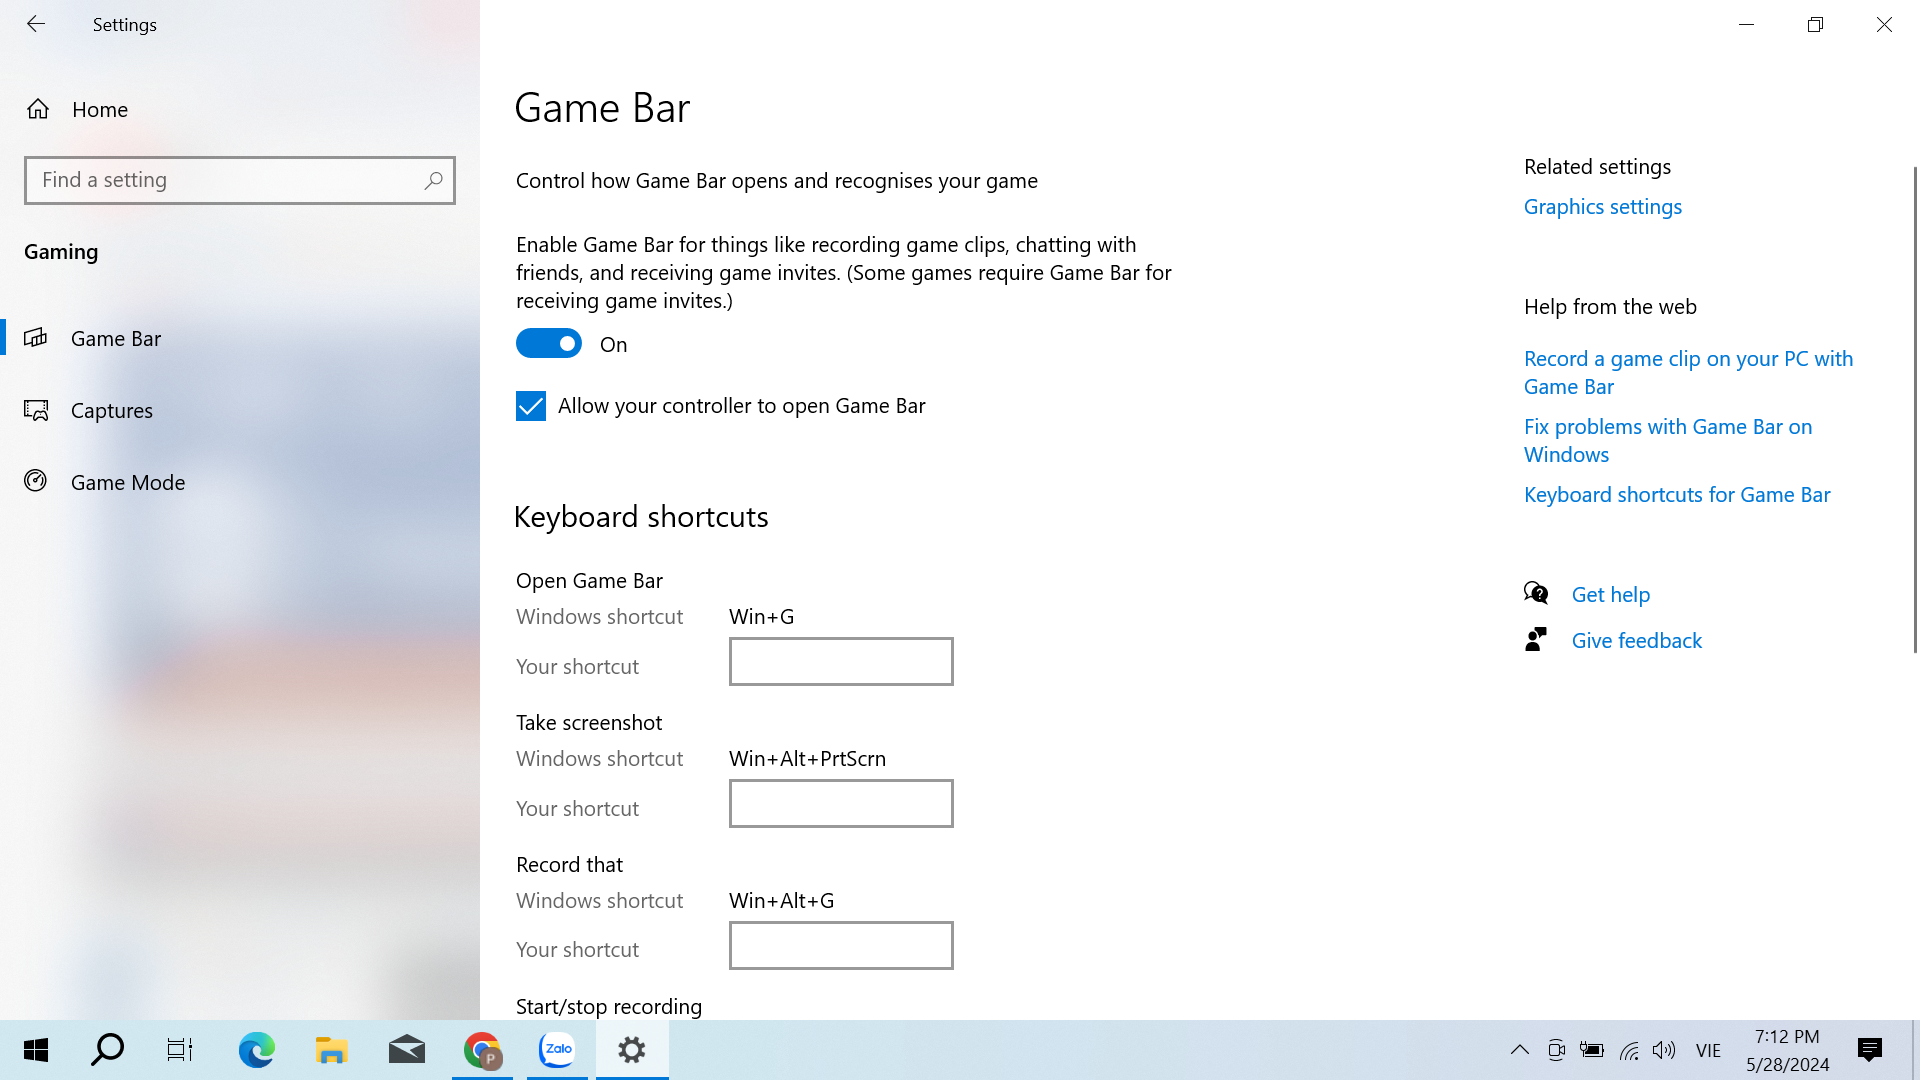 Settings
Home
Find a setting
Gaming
Game Bar
Captures
Game Mode
Game Bar
Control how Game Bar opens and recognises your game
Enable Game Bar for things like recording game clips, chatting with
friends, and receiving game invites. (Some games require Game Bar for
receiving game invites.)
On
Allow your controller to open Game Bar
Keyboard shortcuts
Open Game Bar
Windows shortcut Win+G
Your shortcut
Take screenshot
Windows shortcut Win+Alt+PrtScrn
Your shortcut
Record that
Windows shortcut Win+Alt+G
Your shortcut
Start/stop recording
Related settings
Graphics settings
Help from the web
Record a game clip on your PC with
Game Bar
Fix problems with Game Bar on
Windows
Keyboard shortcuts for Game Bar
Get help
Give feedback
P
Zalo
VIE
7:12 PM
5/28/2024